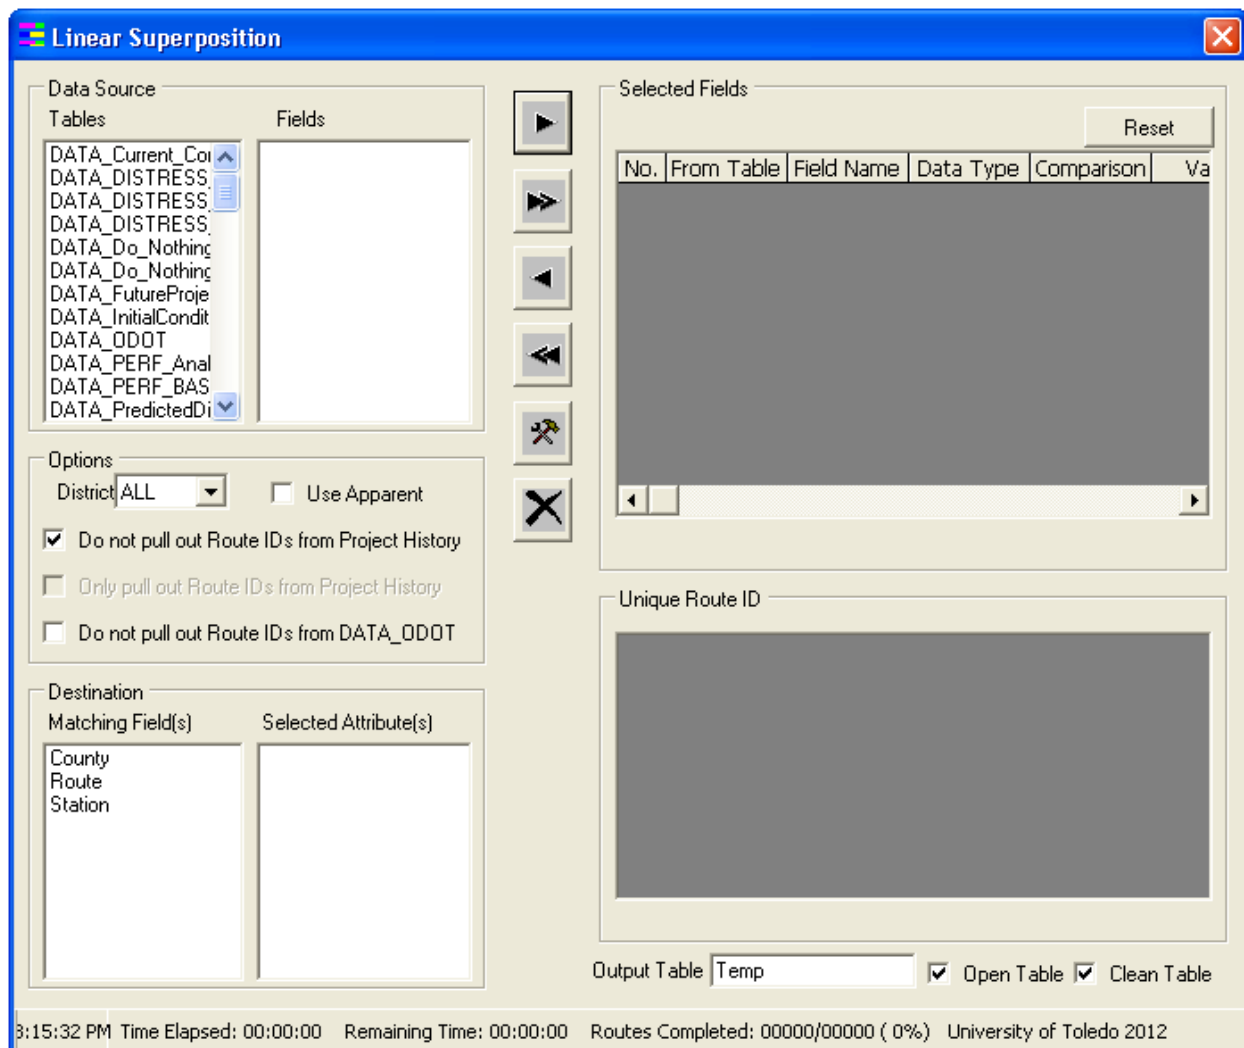 Linear Superposition
Data Source
Tables
Fields
DATA_Current_Cor
DATA_DISTRESS_
DATA_DISTRESS_
DATA_DISTRESS_
DATA_Do_Nothing
DATA_Do_Nothing
DATA_FutureProje
DATA_InitialCondit
DATA_ODOT
DATA_PERF_Anal
DATA_PERF_BAS
DATA_PredictedDi
Options
District ALL
Use Apparent
Do not pull out Route IDs from Project History
Only pull out Route IDs from Project History
Do not pull out Route IDs from DATA_ODOT
Destination
Matching Field(s)
Selected Attribute(s)
County
Route
Station
Selected Fields
Reset
No. From Table Field Name Data Type Comparison Va
Unique Route ID
Output Table Temp Open Table Clean Table
3:15:32 PM Time Elapsed: 00:00:00 Remaining Time: 00:00:00 Routes Completed: 00000/00000 ( 0%) University of Toledo 2012